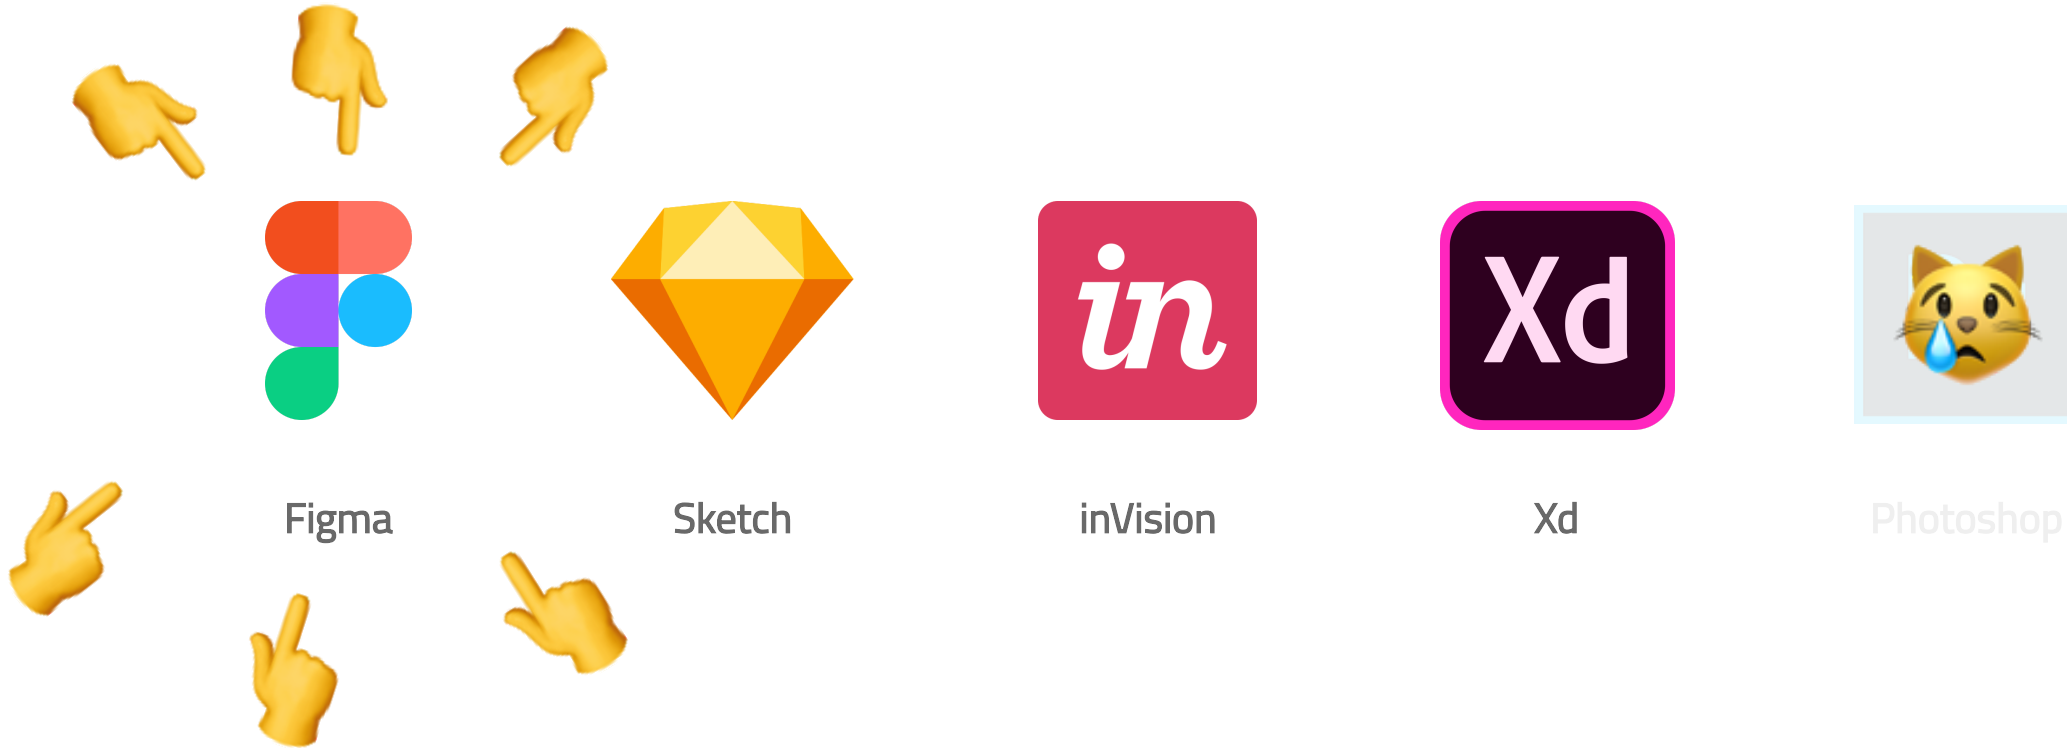 in
Xd
Figma
Sketch
inVision
Xd
Photoshop